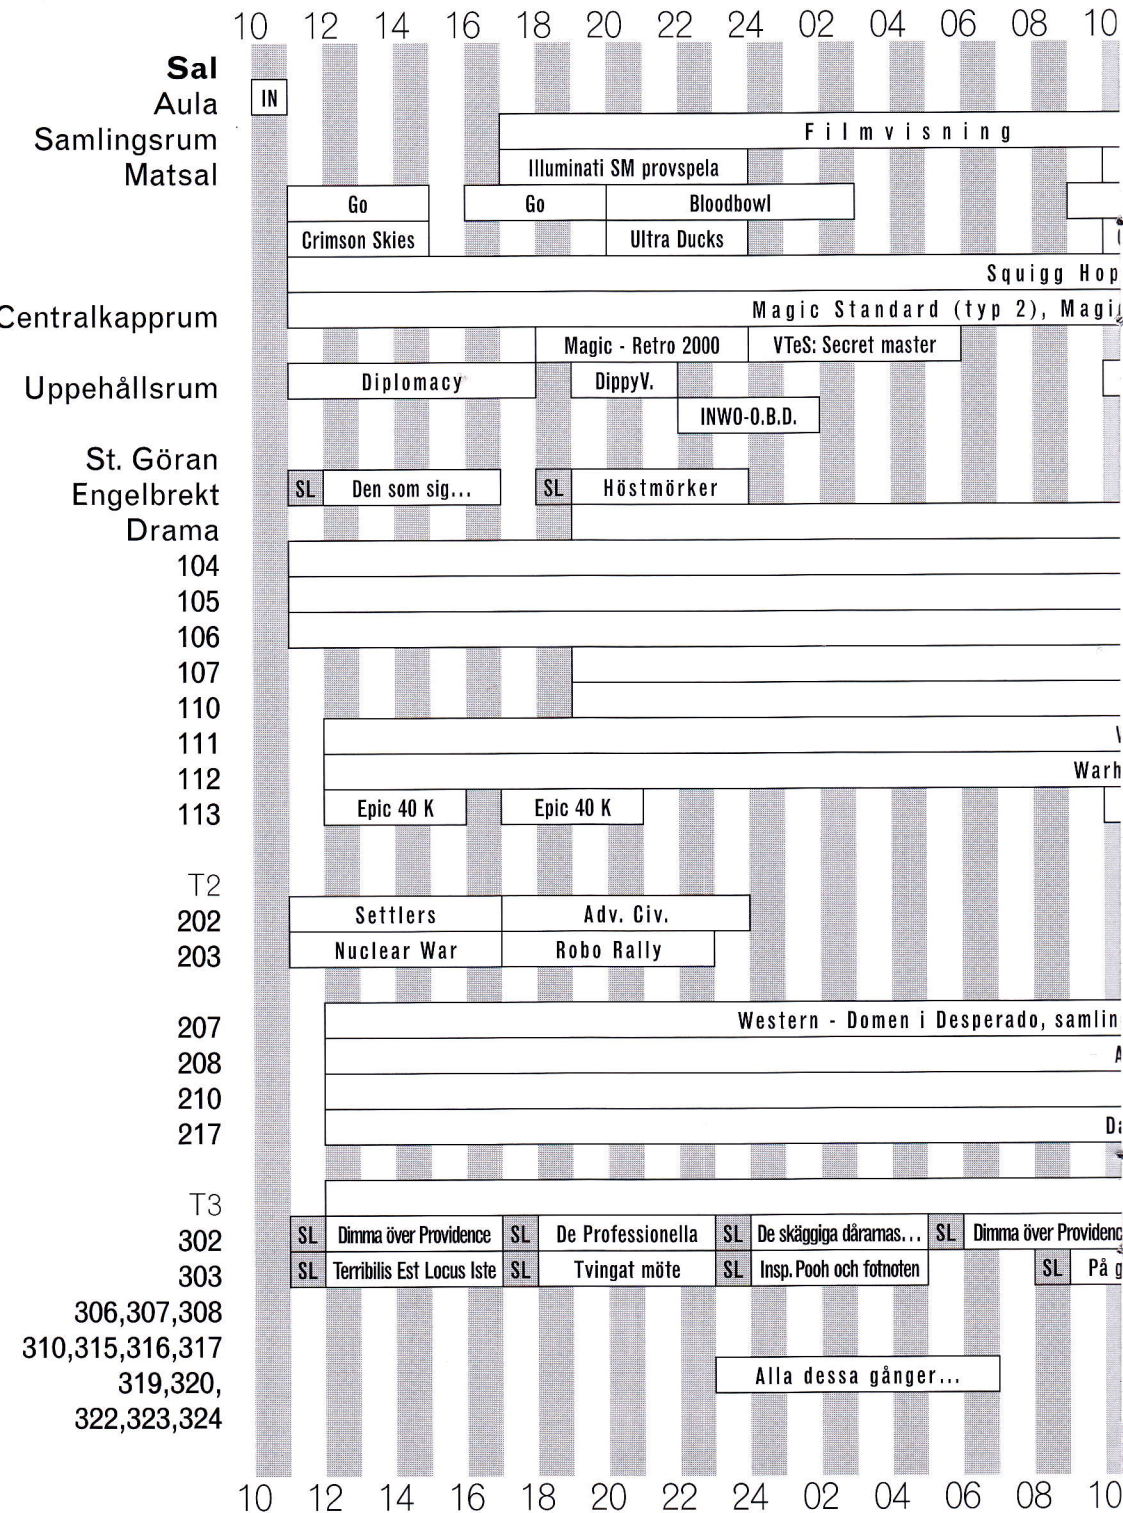 10 12 14 16 18 20 22 24 02 04 06 08 10
Sal
Aula IN
Samlingsrum Filmvisning
Matsal Illuminati SM provspela
Go Go Bloodbowl
Crimson Skies Ultra Ducks
Squigg Hop
Centralkapprum Magic Standard (typ 2), Magi
Magic - Retro 2000 VTeS: Secret master
Uppehållsrum Diplomacy DippyV.
INWO-O.B.D.
St. Göran
Engelbrekt SL Den som sig... SL Höstmörker
Drama
104
105
106
107
110
111
112 Warh
113 Epic 40 K Epic 40 K
T2
202 Settlers Adv. Civ.
203 Nuclear War Robo Rally
207 Western - Domen i Desperado, samlin
208 A
210
217 Da
T3
302 SL Dimma över Providence SL De Professionella SL De skäggiga dårarnas... SL Dimma över Providenc
303 SL Terribilis Est Locus Iste SL Tvingat möte SL Insp. Pooh och fotnoten SL På g
306,307,308
310,315,316,317
319,320, Alla dessa gånger...
322,323,324
10 12 14 16 18 20 22 24 02 04 06 08 10